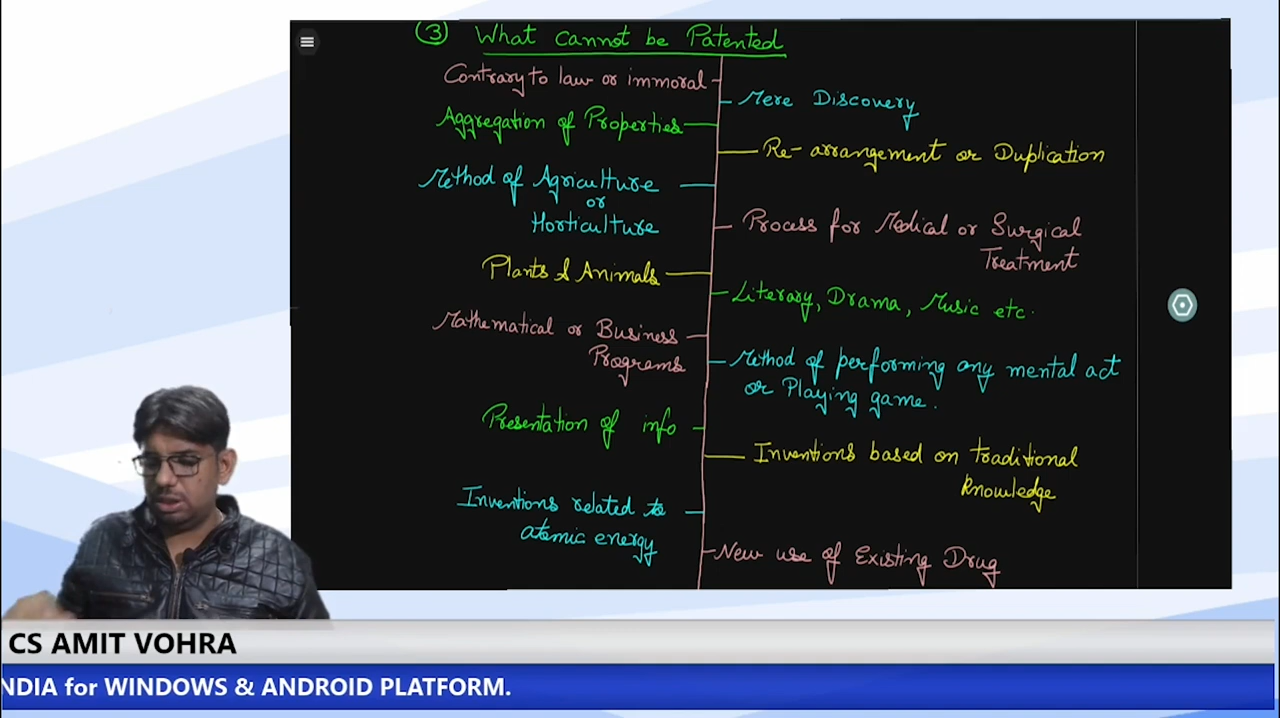 ③ What cannot be Patented
Contrary to law or immoral
Mere Discovery
Aggregation of Properties
Re-arrangement or Duplication
Method of Agriculture
or
Horticulture
Process for Medical or Surgical
Treatment
Plants & Animals
Literary, Drama, Music etc.
Mathematical or Business
Programs
Method of performing any mental act
or Playing game.
Presentation of info
Inventions based on traditional
knowledge
Inventions related to
atomic energy
New use of Existing Drug
CS AMIT VOHRA
NDIA for WINDOWS & ANDROID PLATFORM.